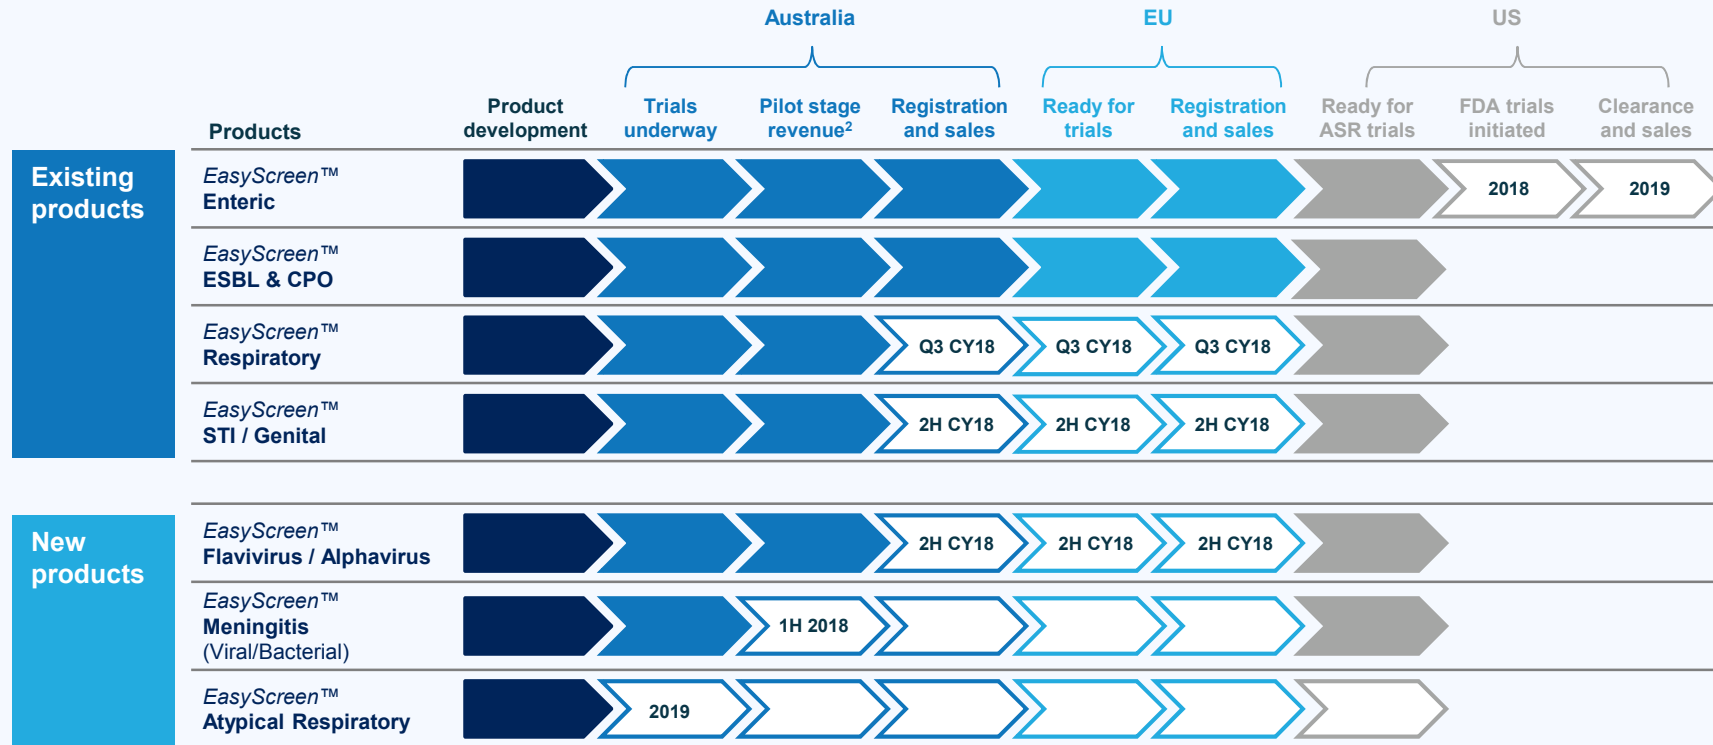 Australia
EU
US
Products
Product
development
Trials
underway
Pilot stage
revenue2
Registration
and sales
Ready for
trials
Registration
and sales
Ready for
ASR trials
FDA trials
initiated
Clearance
and sales
Existing
products
EasyScreen™
Enteric
2018
2019
EasyScreen™
ESBL & CPO
EasyScreen™
Respiratory
Q3 CY18
Q3 CY18
Q3 CY18
EasyScreen™
STI / Genital
2H CY18
2H CY18
2H CY18
New
products
EasyScreen™
Flavivirus / Alphavirus
2H CY18
2H CY18
2H CY18
EasyScreen™
Meningitis
(Viral/Bacterial)
1H 2018
EasyScreen™
Atypical Respiratory
2019